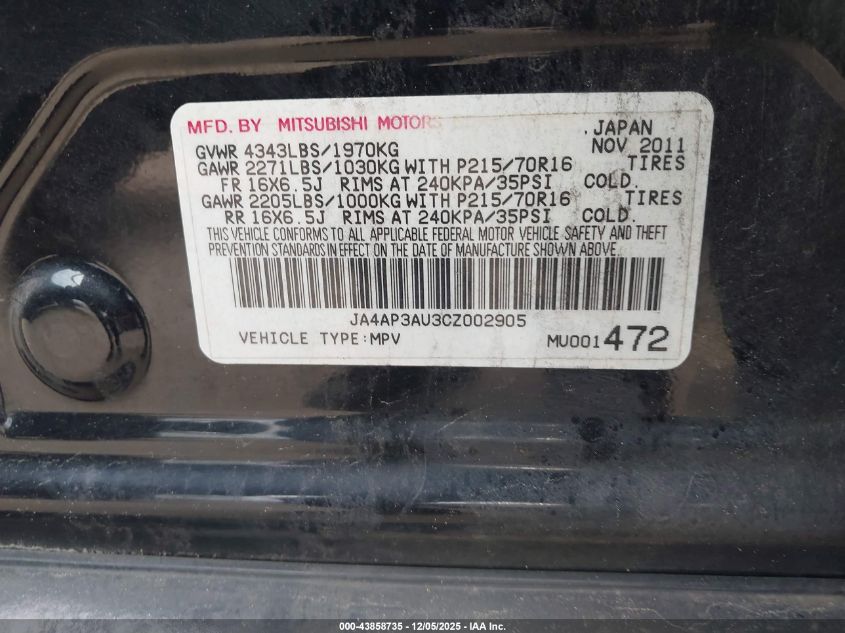 MFD. BY MITSUBISHI MOTORS JAPAN
GVWR 4343LBS/1970KG NOV 2011
GAWR 2271LBS/1030KG WITH P215/70R16 TIRES
FR 16X6.5J RIMS AT 240KPA/35PSI COLD.
GAWR 2205LBS/1000KG WITH P215/70R16 TIRES
RR 16X6.5J RIMS AT 240KPA/35PSI COLD.
THIS VEHICLE CONFORMS TO ALL APPLICABLE FEDERAL MOTOR VEHICLE SAFETY AND THEFT
PREVENTION STANDARDS IN EFFECT ON THE DATE OF MANUFACTURE SHOWN ABOVE.
JA4AP3AU3CZ002905
VEHICLE TYPE:MPV MU001472
000-43858735 - 12/05/2025 - IAA Inc.